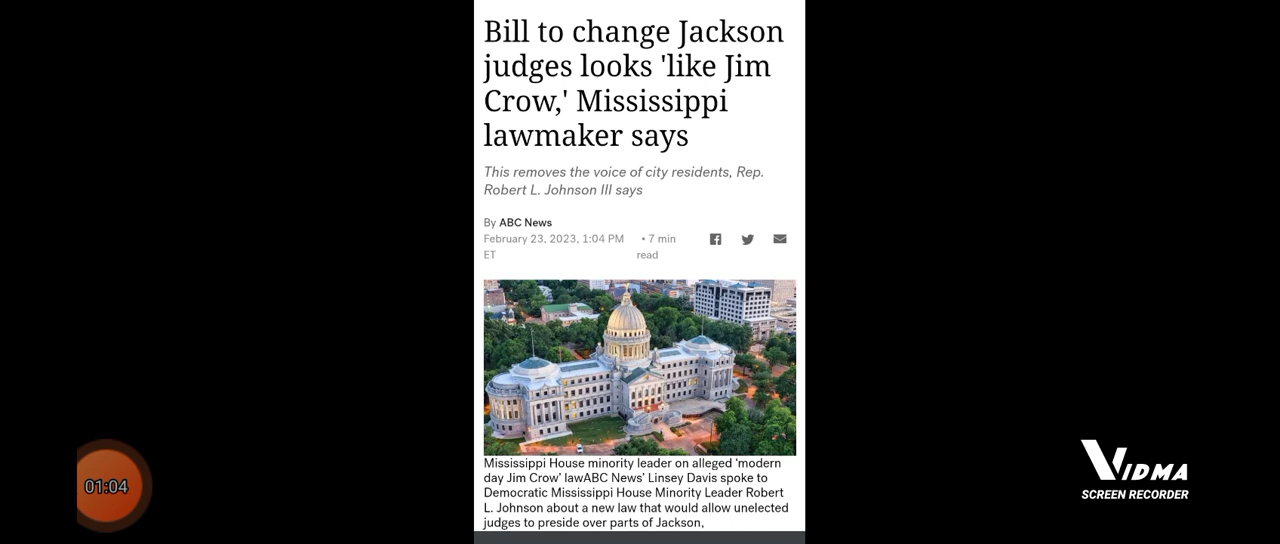 Bill to change Jackson
judges looks 'like Jim
Crow,' Mississippi
lawmaker says
This removes the voice of city residents, Rep.
Robert L. Johnson III says
By ABC News
February 23, 2023, 1:04 PM
ET
• 7 min
read
Mississippi House minority leader on alleged 'modern
day Jim Crow' lawABC News' Linsey Davis spoke to
Democratic Mississippi House Minority Leader Robert
L. Johnson about a new law that would allow unelected
judges to preside over parts of Jackson,
01:04
VIDMA
SCREEN RECORDER